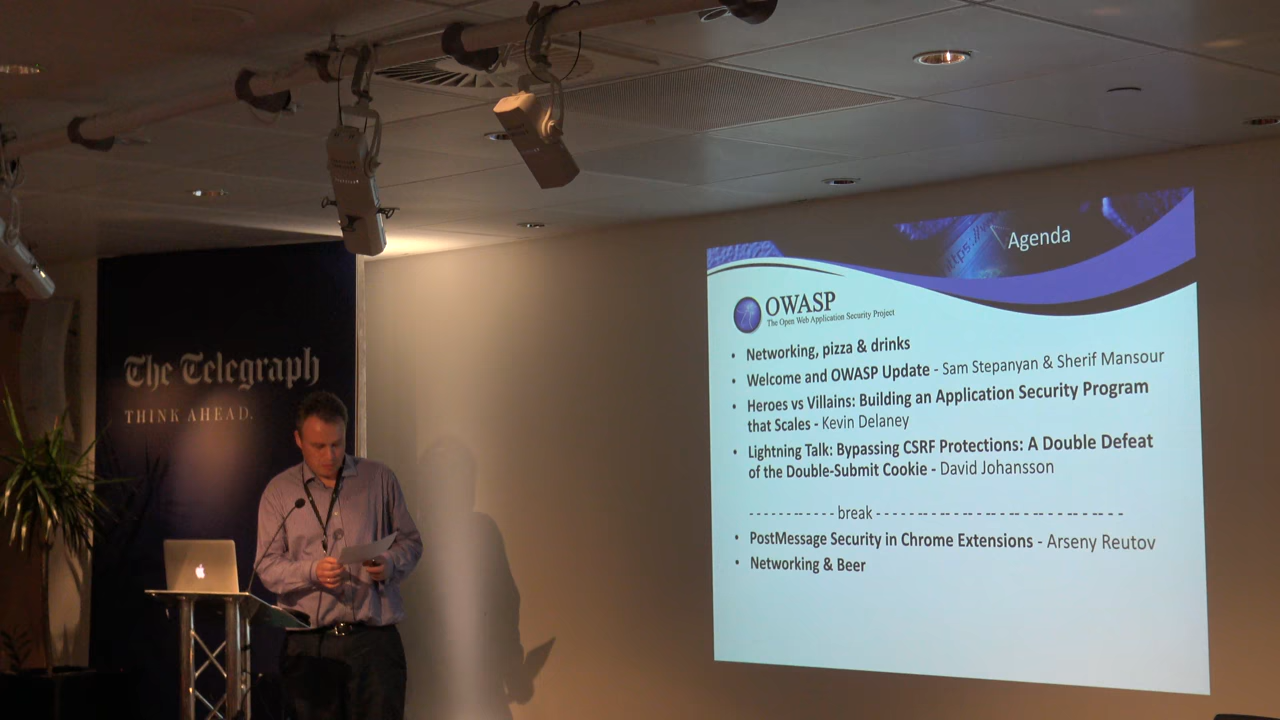 The Telegraph
THINK AHEAD.
Agenda
OWASP
The Open Web Application Security Project
• Networking, pizza & drinks
• Welcome and OWASP Update - Sam Stepanyan & Sherif Mansour
• Heroes vs Villains: Building an Application Security Program
that Scales - Kevin Delaney
• Lightning Talk: Bypassing CSRF Protections: A Double Defeat
of the Double-Submit Cookie - David Johansson
- - - - - - - - - - - - break - - - - - - - - - - - - - - - - - - - - - - - - - - - - - - - -
• PostMessage Security in Chrome Extensions - Arseny Reutov
• Networking & Beer